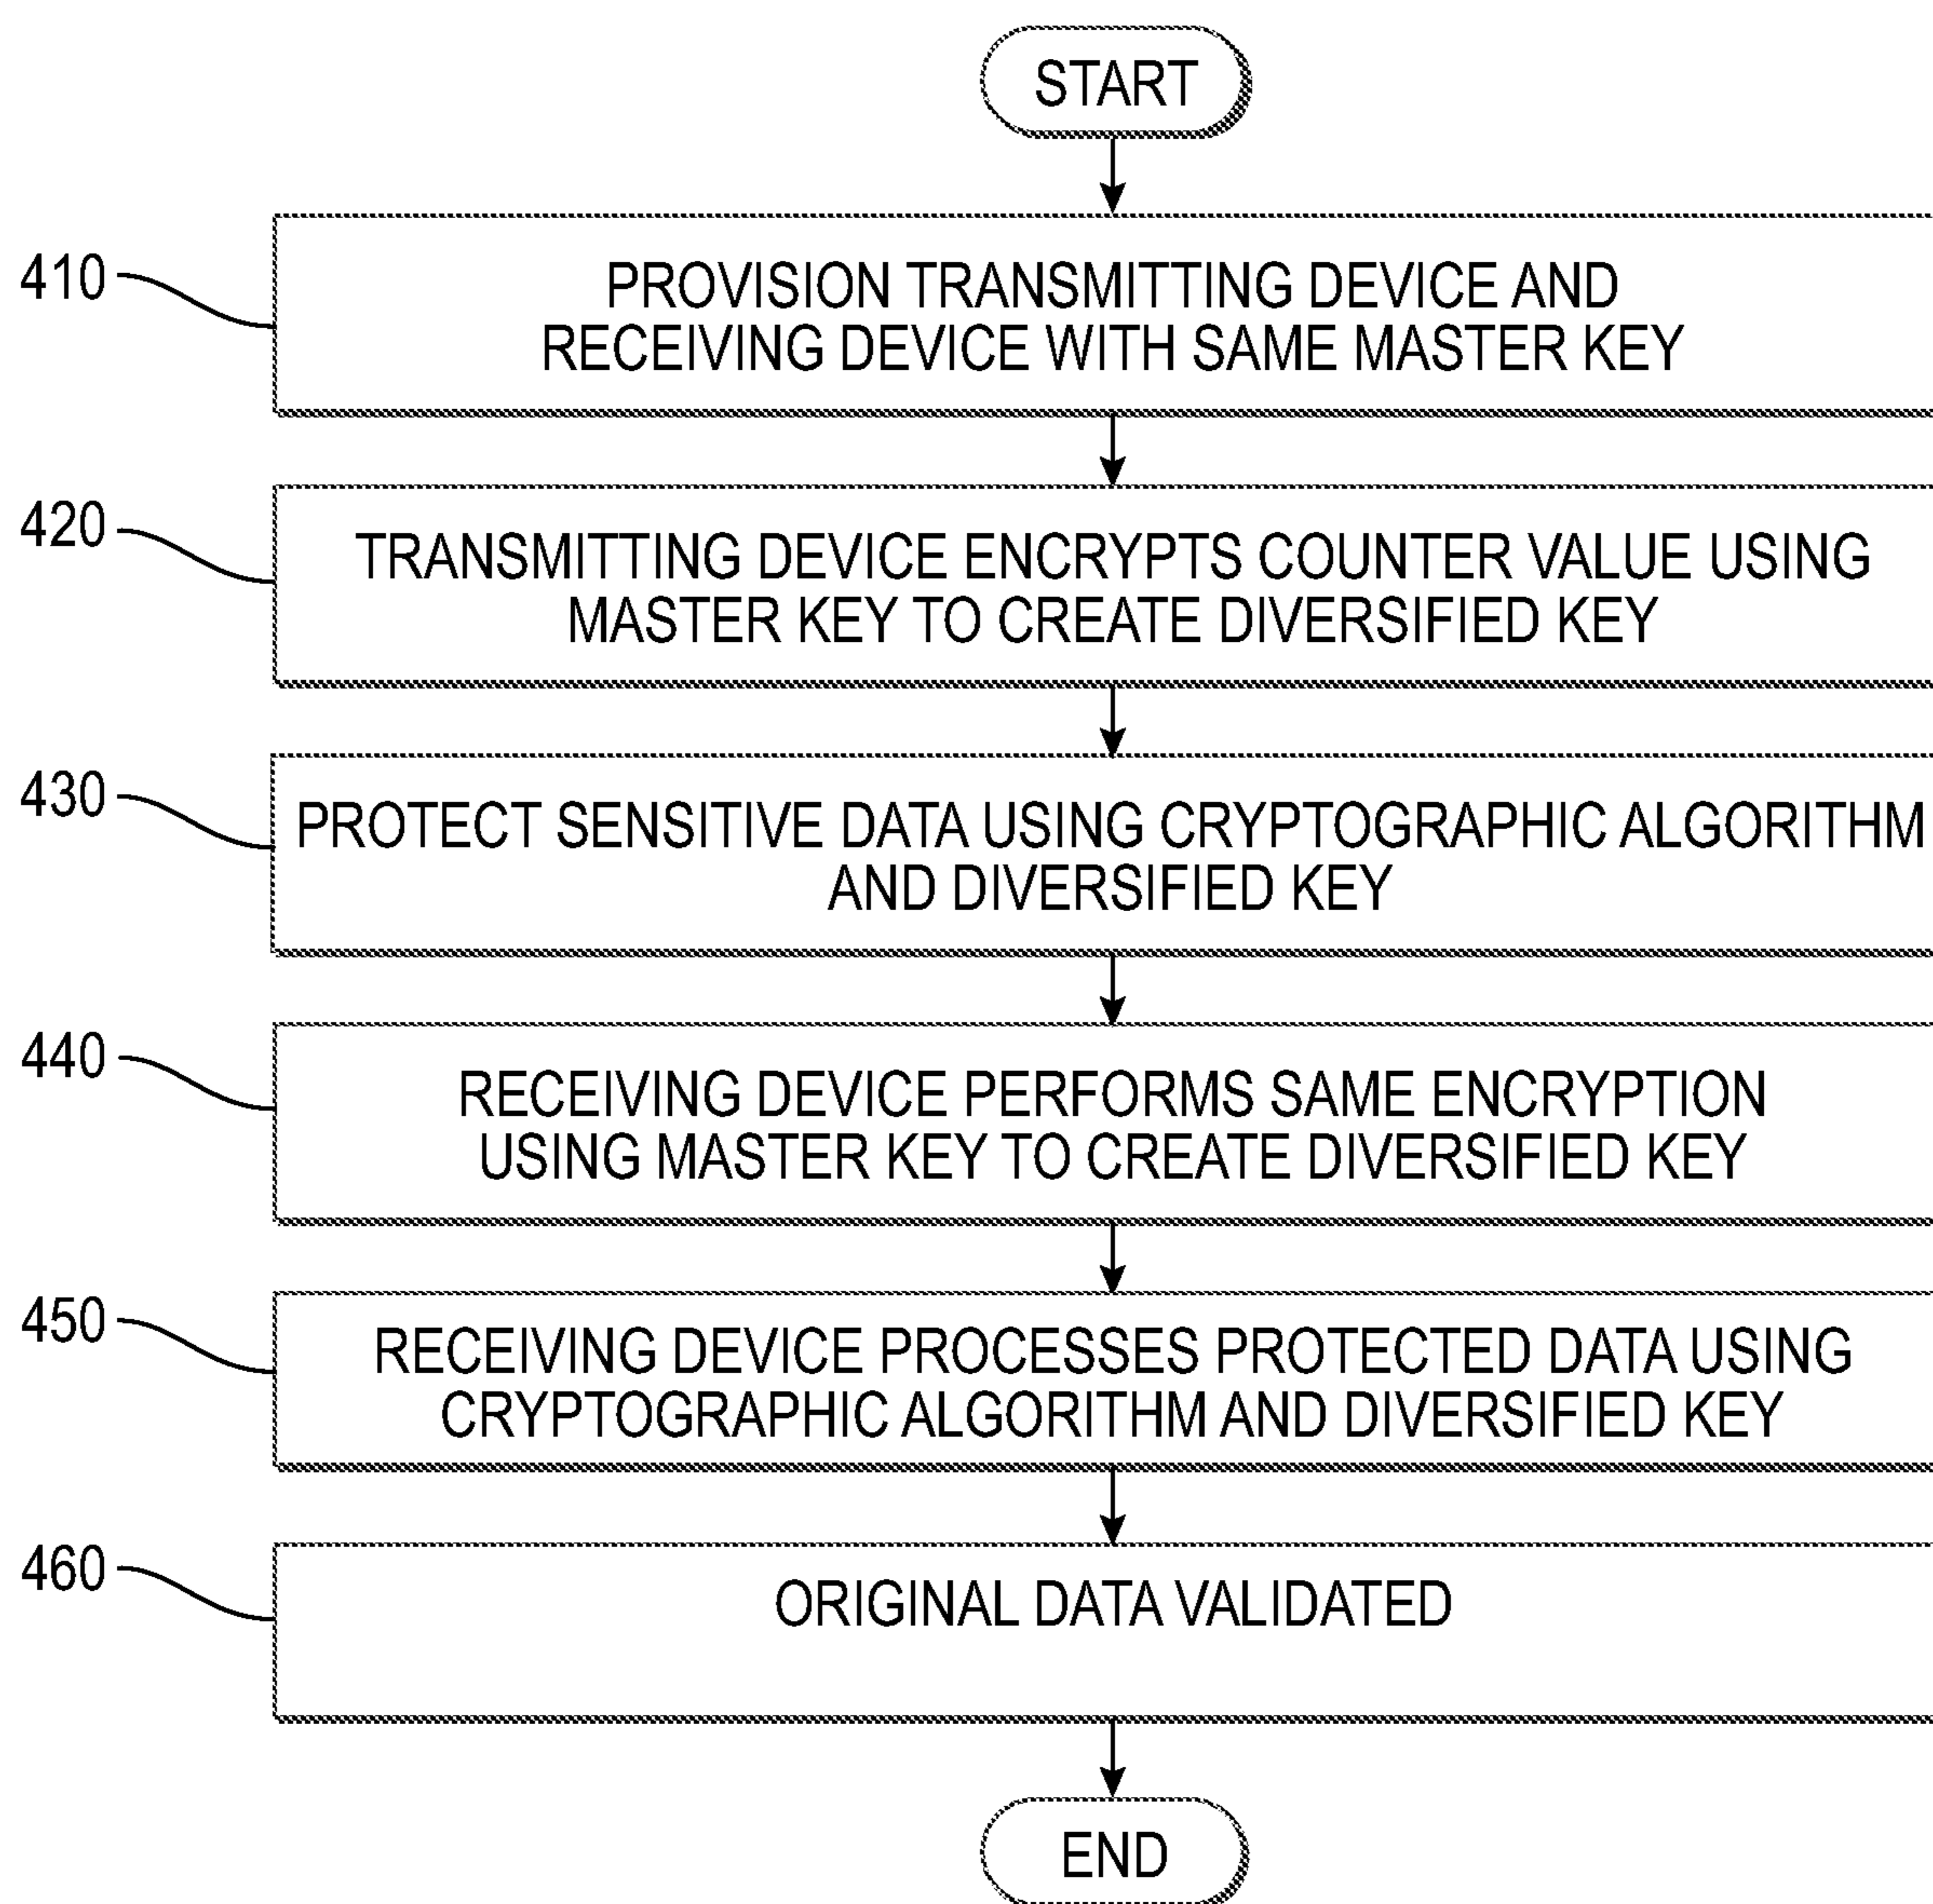 START
410
PROVISION TRANSMITTING DEVICE AND
RECEIVING DEVICE WITH SAME MASTER KEY
420
TRANSMITTING DEVICE ENCRYPTS COUNTER VALUE USING
MASTER KEY TO CREATE DIVERSIFIED KEY
430
PROTECT SENSITIVE DATA USING CRYPTOGRAPHIC ALGORITHM
AND DIVERSIFIED KEY
440
RECEIVING DEVICE PERFORMS SAME ENCRYPTION
USING MASTER KEY TO CREATE DIVERSIFIED KEY
450
RECEIVING DEVICE PROCESSES PROTECTED DATA USING
CRYPTOGRAPHIC ALGORITHM AND DIVERSIFIED KEY
460
ORIGINAL DATA VALIDATED
END